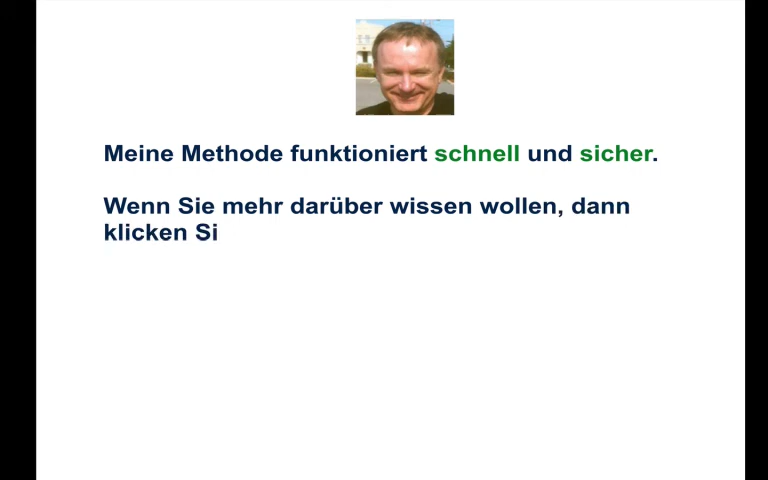 Meine Methode funktioniert schnell und sicher.
Wenn Sie mehr darüber wissen wollen, dann
klicken Si